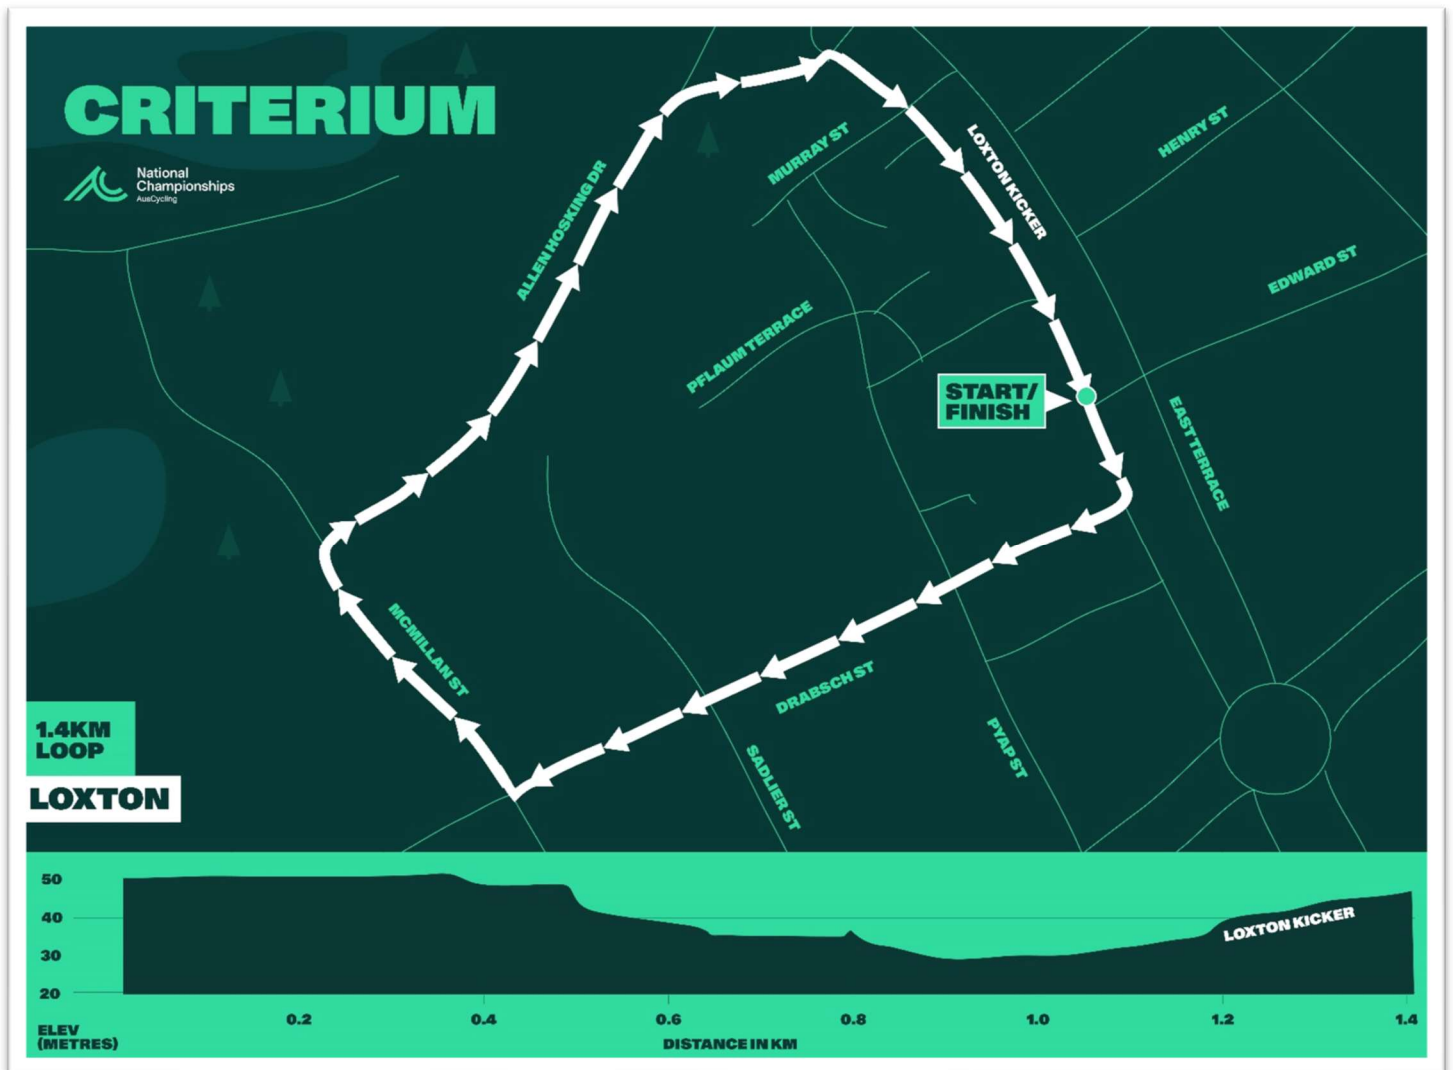 CRITERIUM
National
Championships
AusCycling
ALLEN HOSKING DR
MURRAY ST
LOXTON KICKER
HENRY ST
EDWARD ST
PFLAUM TERRACE
START/
FINISH
EAST TERRACE
MCMILLAN ST
DRABSCH ST
SADLIER ST
PYAP ST
1.4KM
LOOP
LOXTON
50
40
30
20
LOXTON KICKER
0.2 0.4 0.6 0.8 1.0 1.2 1.4
ELEV
(METRES)
DISTANCE IN KM